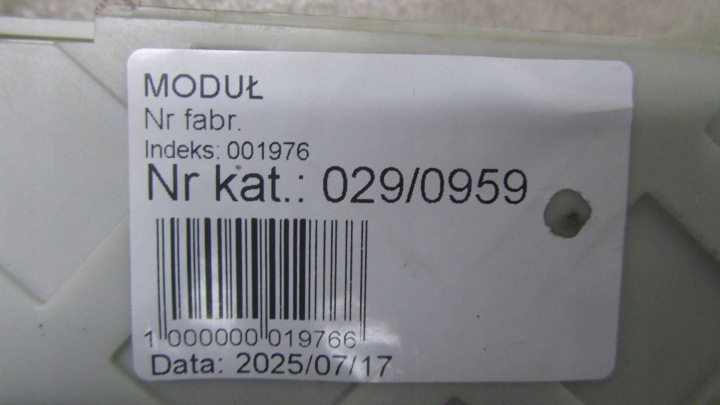 MODUŁ
Nr fabr.
Indeks: 001976
Nr kat.: 029/0959
1 000000 019766
Data: 2025/07/17